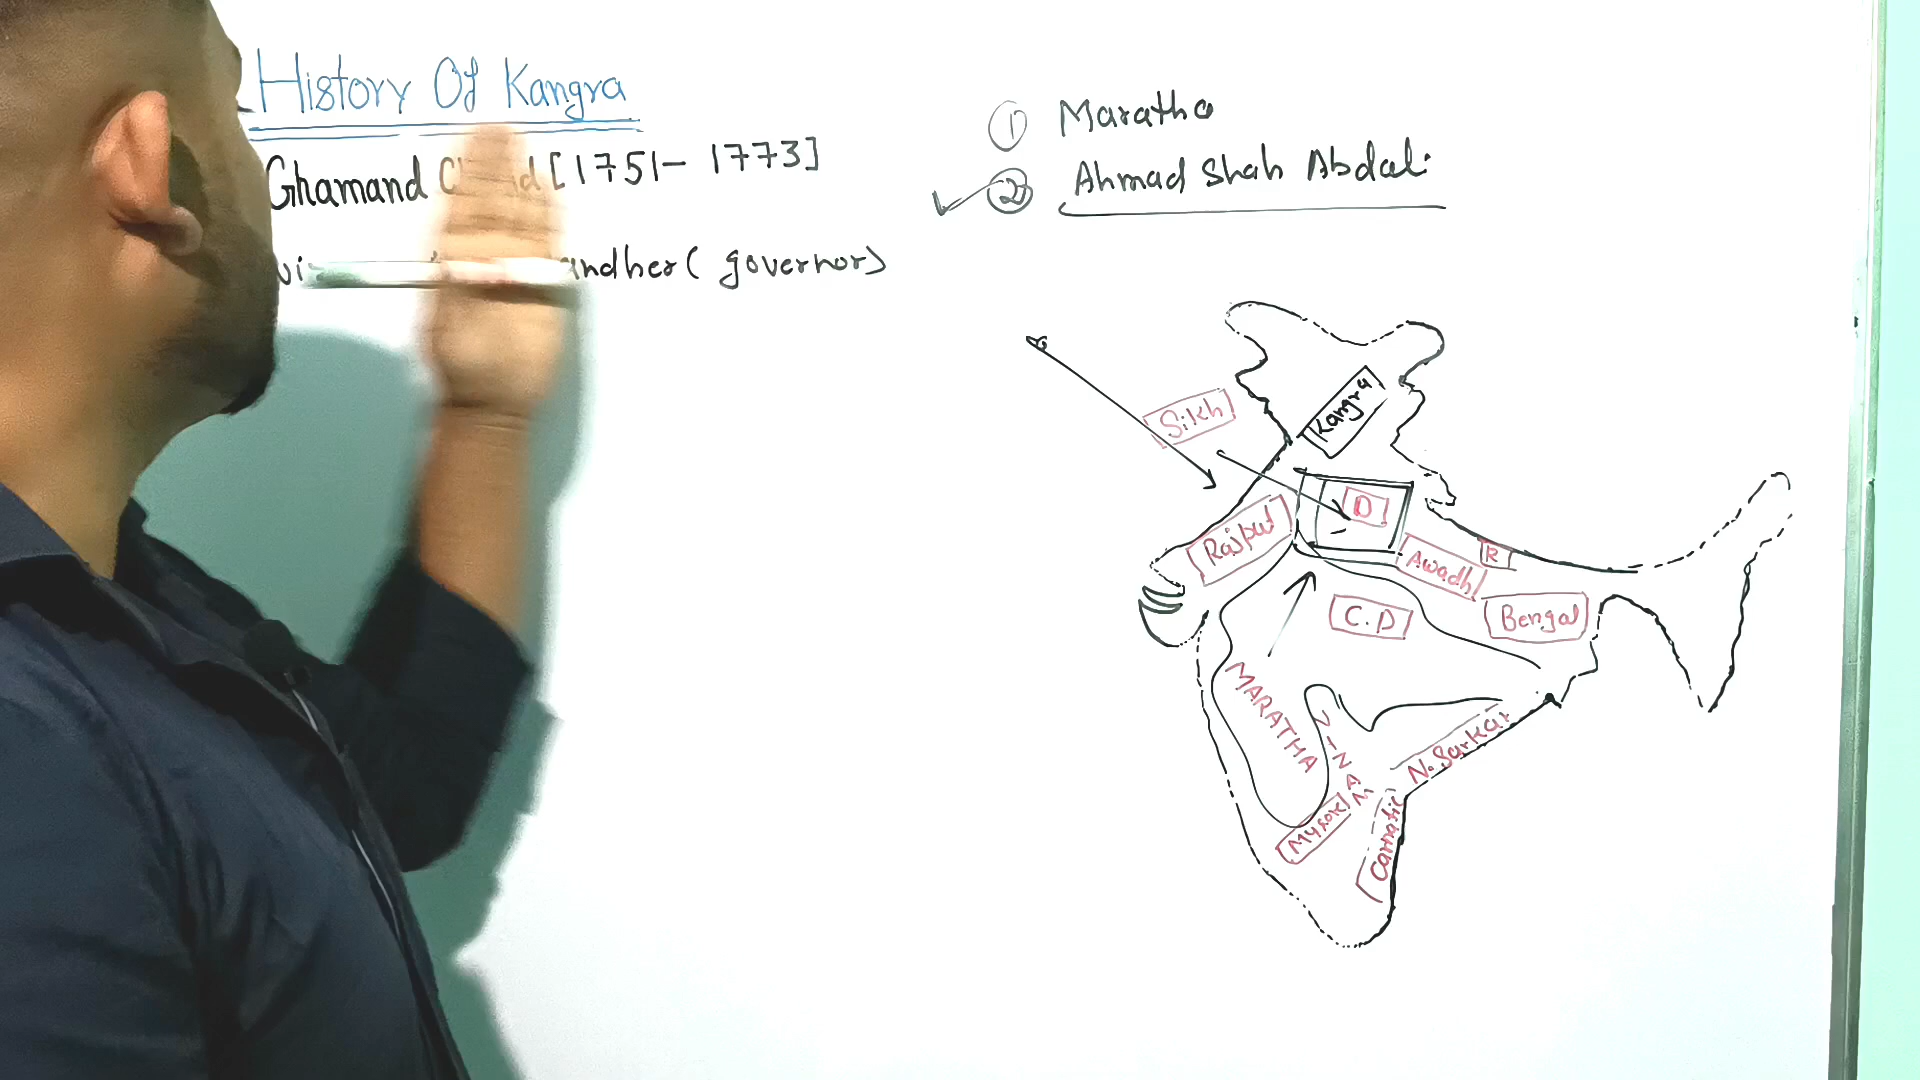 History Of Kangra
Ghamand [1751- 1773]
(governor)
① Maratha
② Ahmad Shah Abdali
Kangra
Sikh
D
Rajput
Awadh
R
C.D
Bengal
MARATHA
NIZAM
N. Sarkar
Mysore
Carnatic